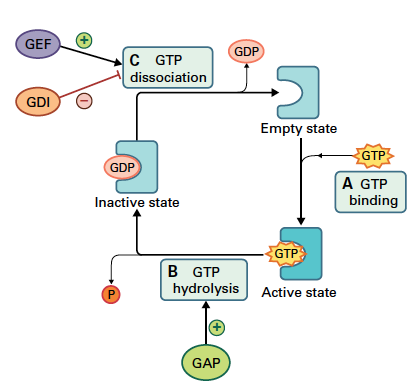 GEF
+
C GTP
dissociation
GDP
GDI
−
Empty state
GTP
GDP
A GTP
binding
Inactive state
GTP
B GTP
hydrolysis
Active state
P
+
GAP